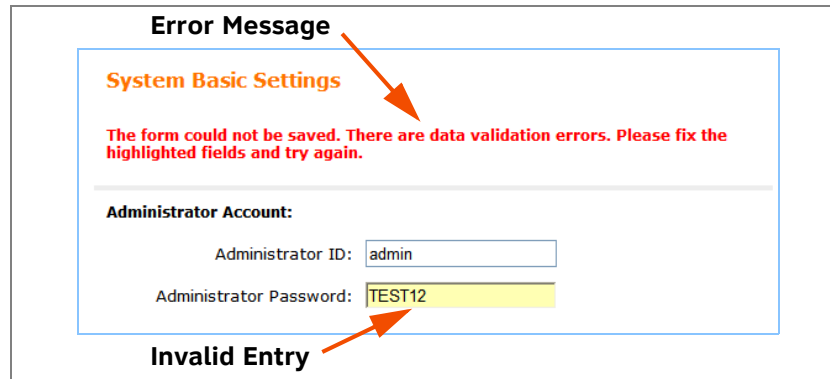 Error Message
System Basic Settings
The form could not be saved. There are data validation errors. Please fix the
highlighted fields and try again.
Administrator Account:
Administrator ID: admin
Administrator Password: TEST12
Invalid Entry